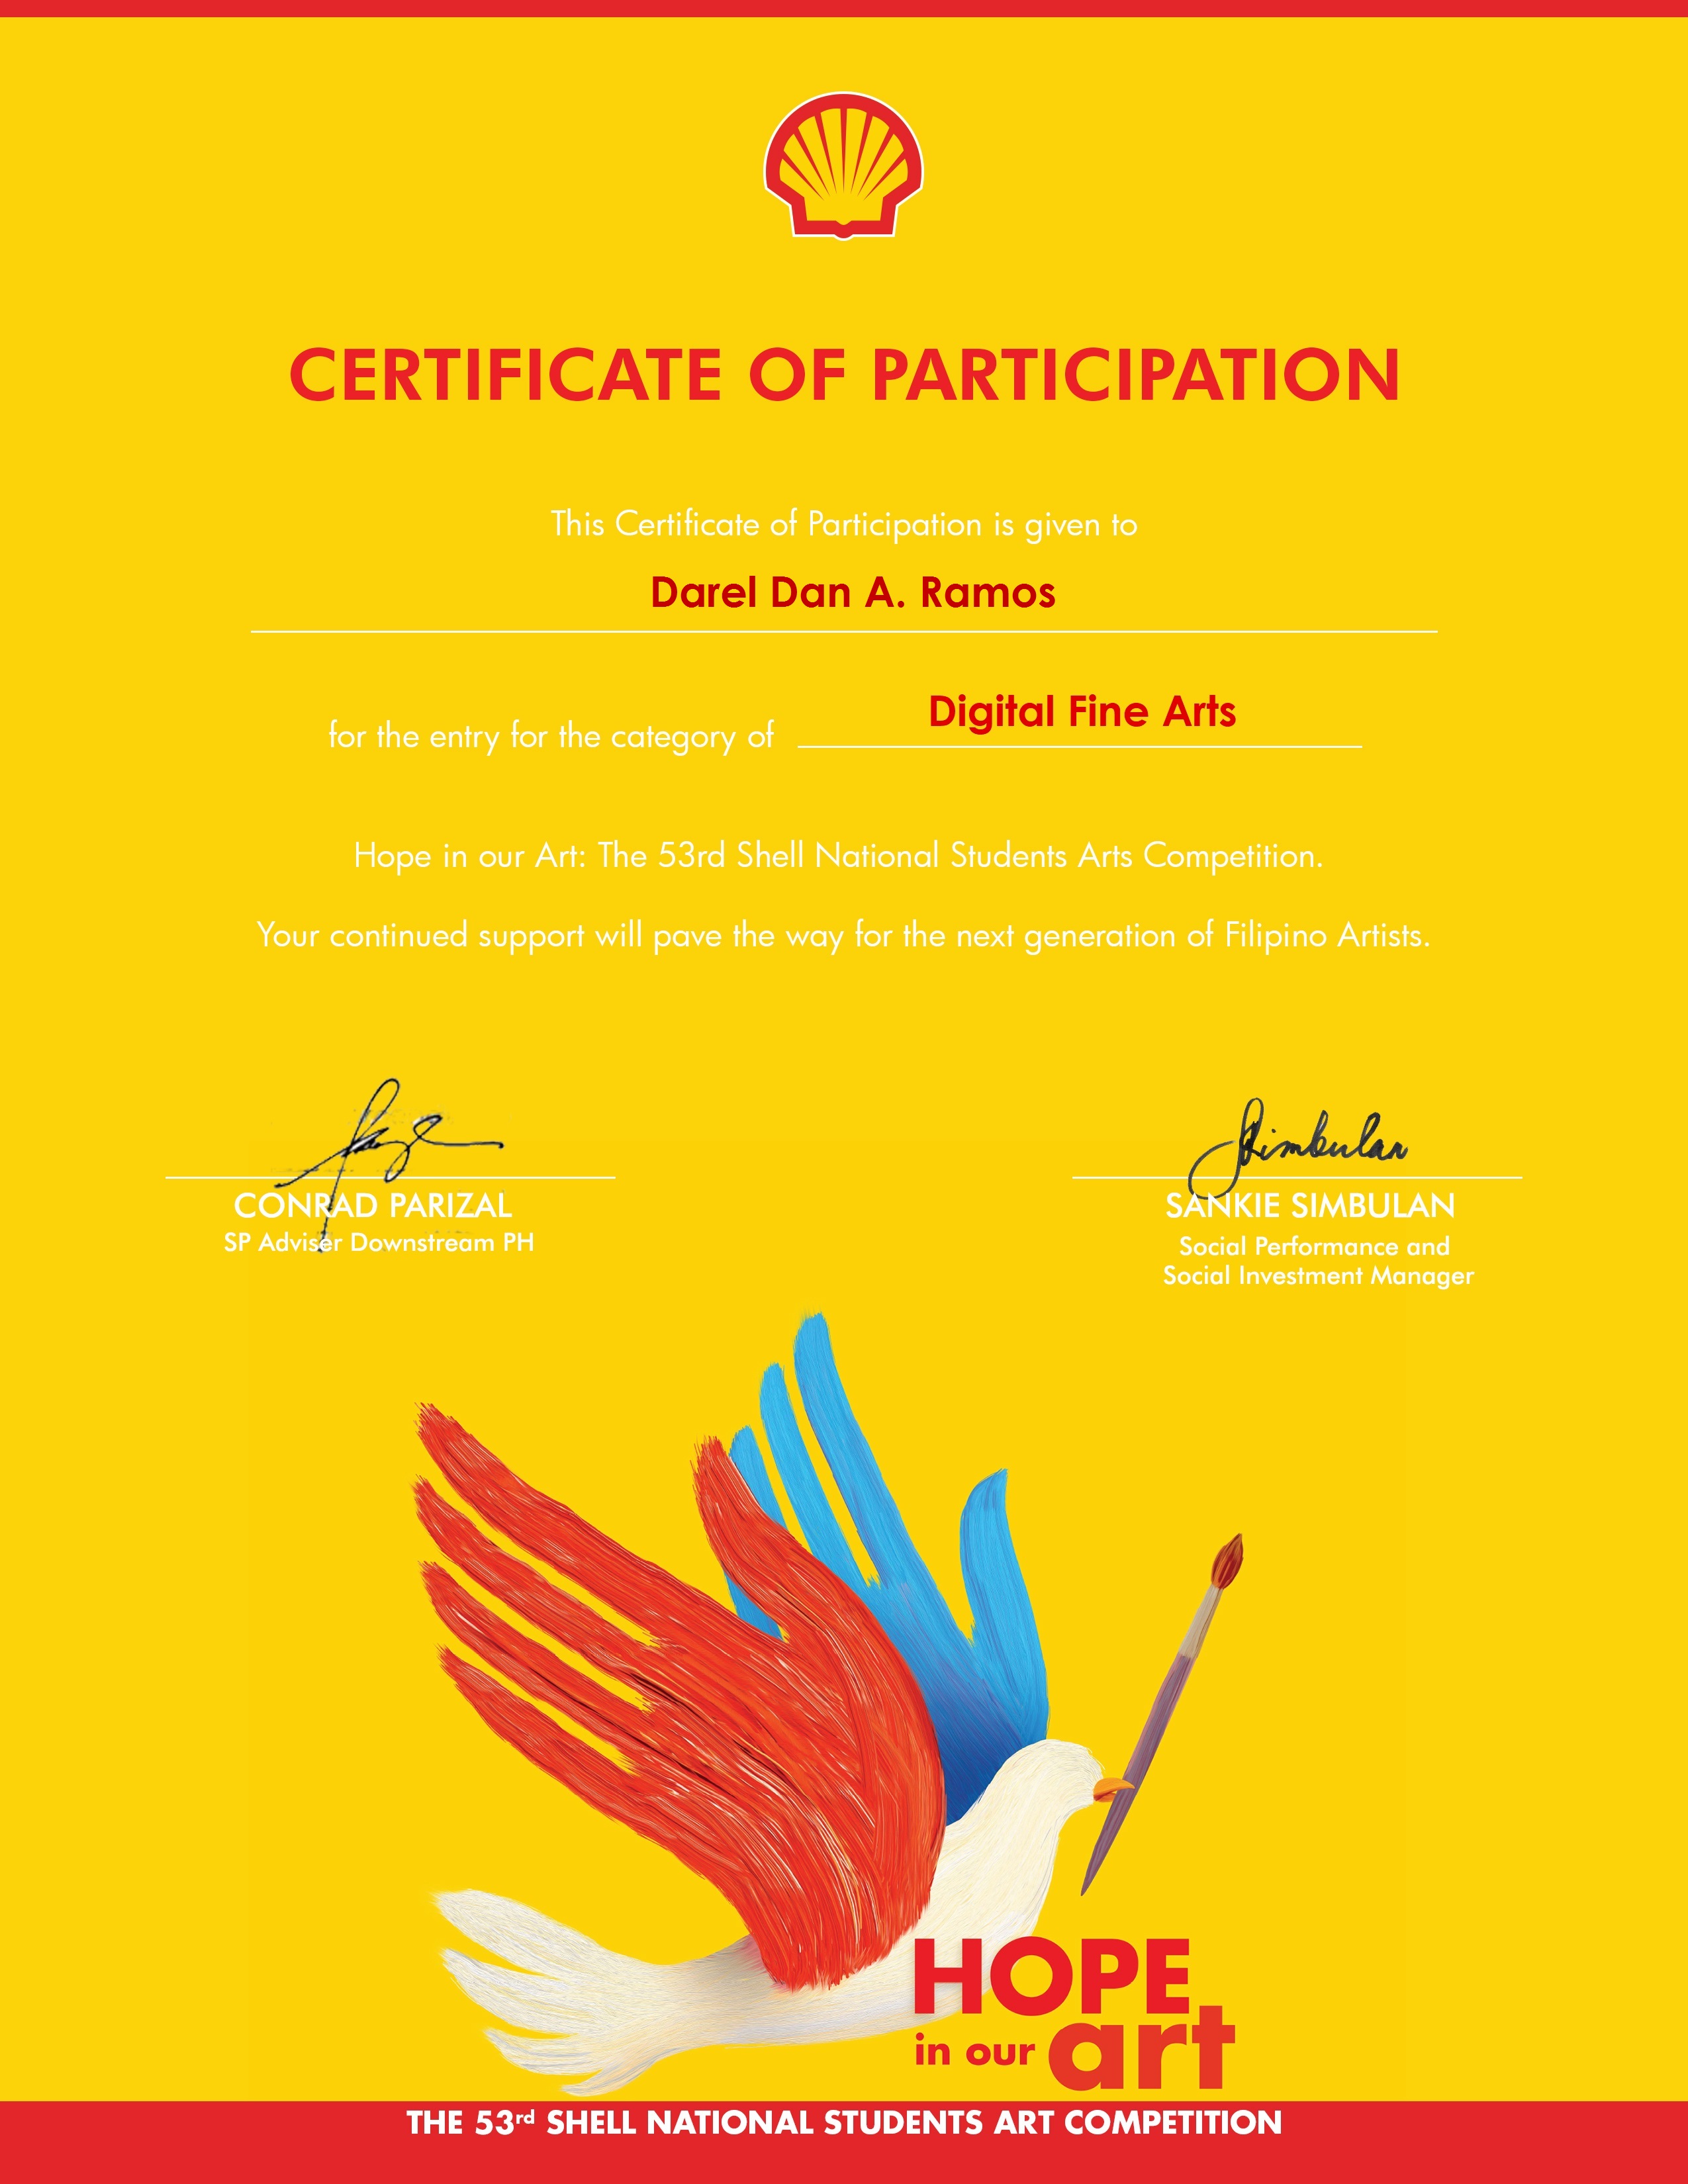 CERTIFICATE OF PARTICIPATION
This Certificate of Participation is given to
Darel Dan A. Ramos
for the entry for the category of Digital Fine Arts
Hope in our Art: The 53rd Shell National Students Arts Competition.
Your continued support will pave the way for the next generation of Filipino Artists.
Simbulan
CONRAD PARIZAL
SP Adviser Downstream PH
SANKIE SIMBULAN
Social Performance and
Social Investment Manager
HOPE
in our art
THE 53rd SHELL NATIONAL STUDENTS ART COMPETITION